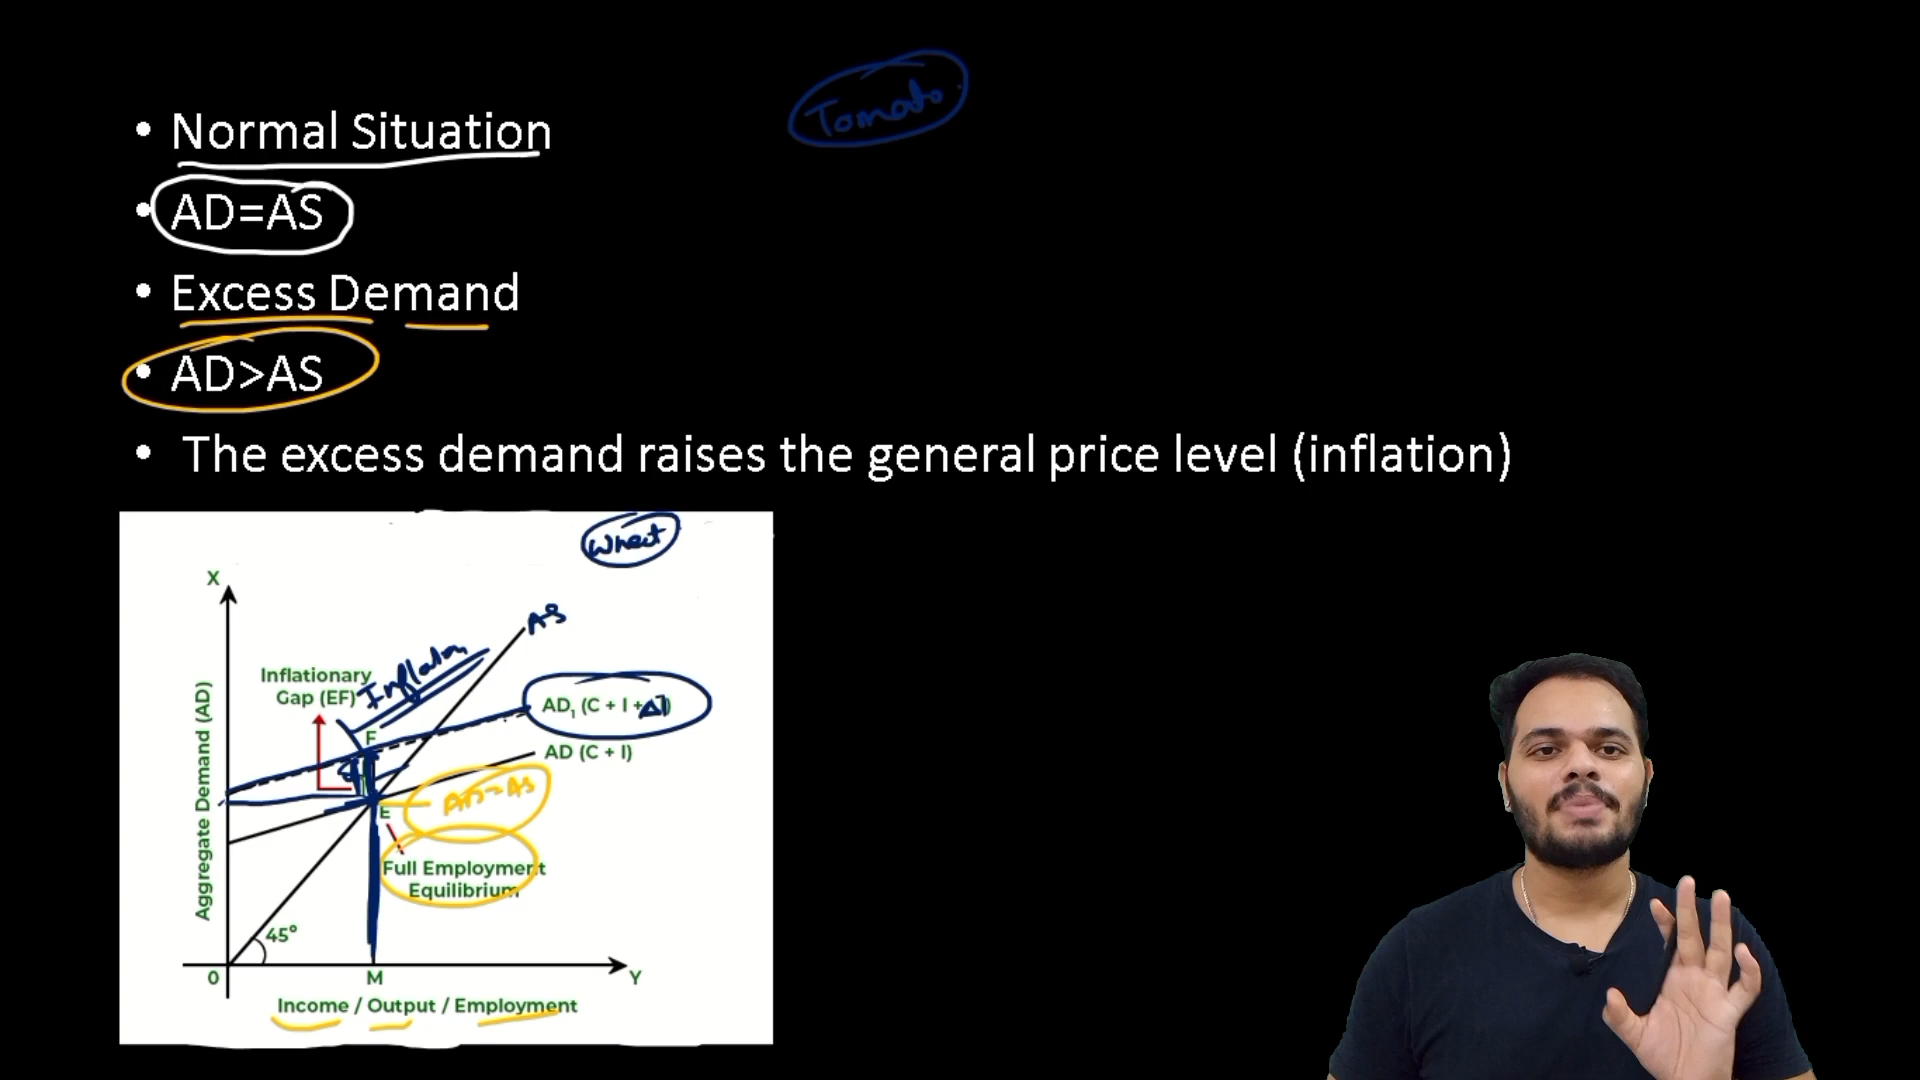 Tomato
• Normal Situation
• AD=AS
• Excess Demand
• AD>AS
• The excess demand raises the general price level (inflation)
Wheat
X
AS
Inflation
Inflationary
Gap (EF)
AD₁ (C + I + ΔI)
F
AD (C + I)
AD=AS
E
Full Employment
Equilibrium
Aggregate Demand (AD)
45°
O
M
Y
Income / Output / Employment